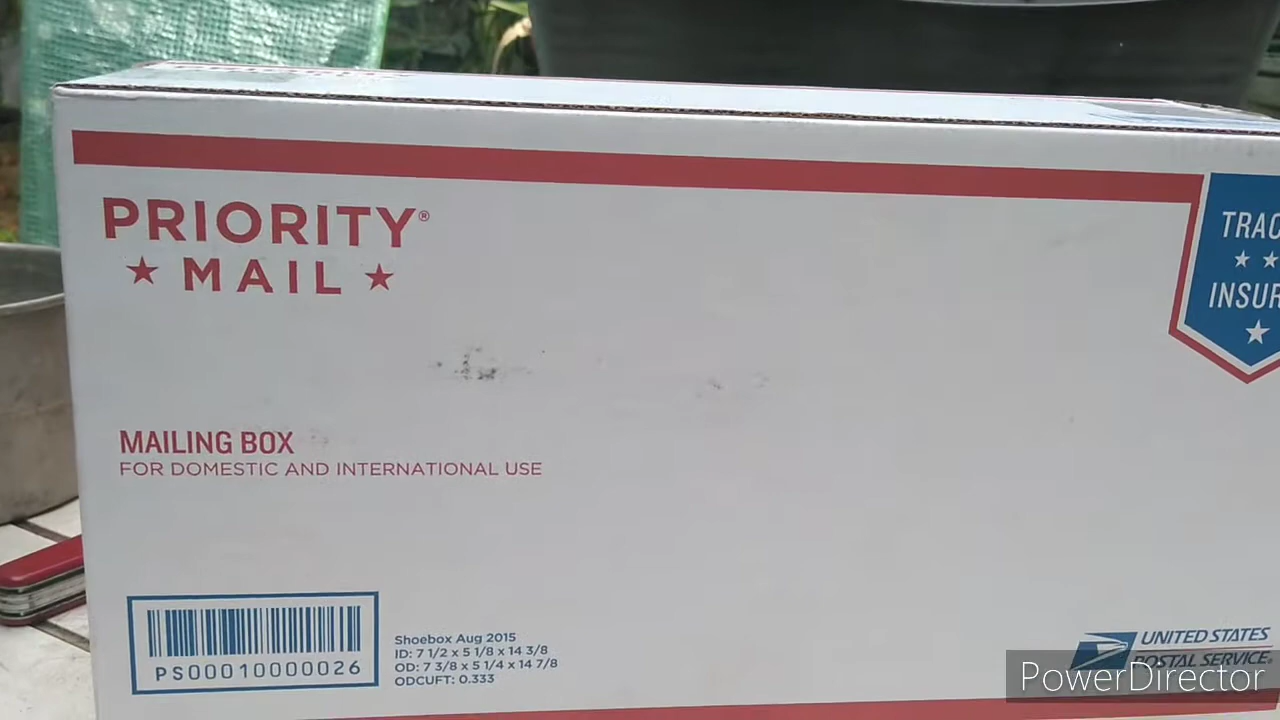 PRIORITY®
★ MAIL ★
TRAC
★ ★
INSUR
★
MAILING BOX
FOR DOMESTIC AND INTERNATIONAL USE
PS00010000026
Shoebox Aug 2015
ID: 7 1/2 x 5 1/8 x 14 3/8
OD: 7 3/8 x 5 1/4 x 14 7/8
ODCUFT: 0.333
UNITED STATES
POSTAL SERVICE®
PowerDirector